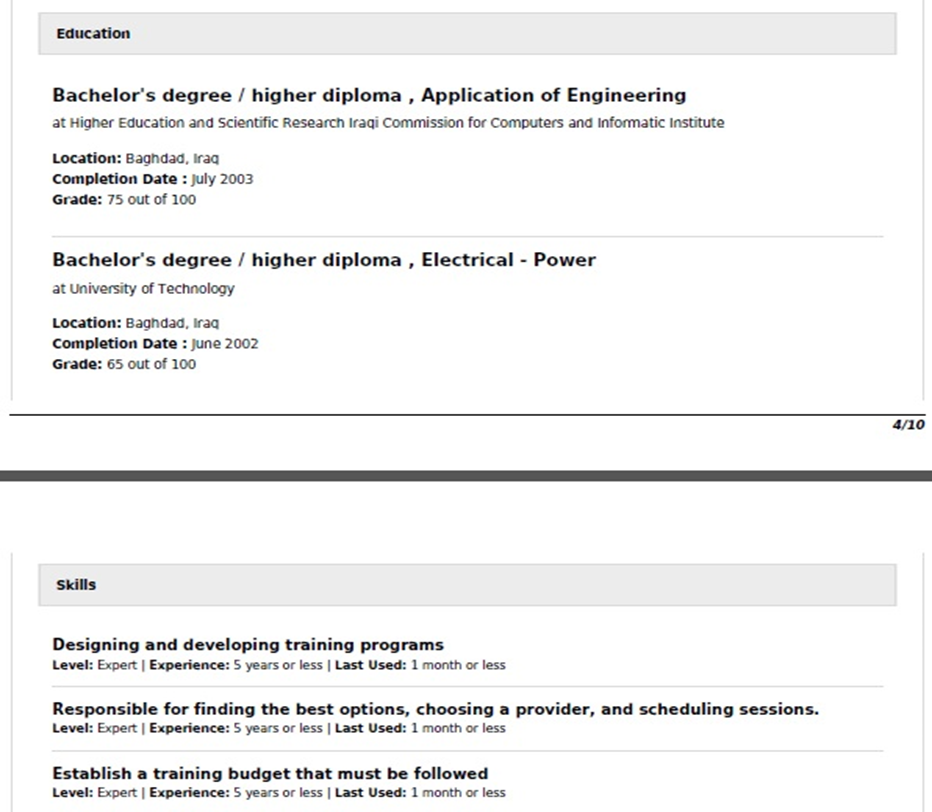 Education
Bachelor's degree / higher diploma , Application of Engineering
at Higher Education and Scientific Research Iraqi Commission for Computers and Informatic Institute
Location: Baghdad, Iraq
Completion Date : July 2003
Grade: 75 out of 100
Bachelor's degree / higher diploma , Electrical - Power
at University of Technology
Location: Baghdad, Iraq
Completion Date : June 2002
Grade: 65 out of 100
4/10
Skills
Designing and developing training programs
Level: Expert | Experience: 5 years or less | Last Used: 1 month or less
Responsible for finding the best options, choosing a provider, and scheduling sessions.
Level: Expert | Experience: 5 years or less | Last Used: 1 month or less
Establish a training budget that must be followed
Level: Expert | Experience: 5 years or less | Last Used: 1 month or less